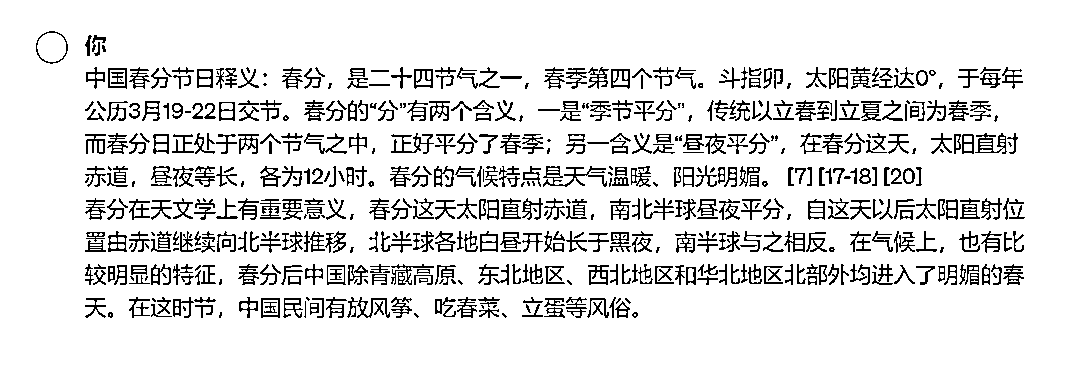 你
中国春分节日释义：春分，是二十四节气之一，春季第四个节气。斗指卯，太阳黄经达0°，于每年
公历3月19-22日交节。春分的“分”有两个含义，一是“季节平分”，传统以立春到立夏之间为春季，
而春分日正处于两个节气之中，正好平分了春季；另一含义是“昼夜平分”，在春分这天，太阳直射
赤道，昼夜等长，各为12小时。春分的气候特点是天气温暖、阳光明媚。 [7] [17-18] [20]
春分在天文学上有重要意义，春分这天太阳直射赤道，南北半球昼夜平分，自这天以后太阳直射位
置由赤道继续向北半球推移，北半球各地白昼开始长于黑夜，南半球与之相反。在气候上，也有比
较明显的特征，春分后中国除青藏高原、东北地区、西北地区和华北地区北部外均进入了明媚的春
天。在这时节，中国民间有放风筝、吃春菜、立蛋等风俗。